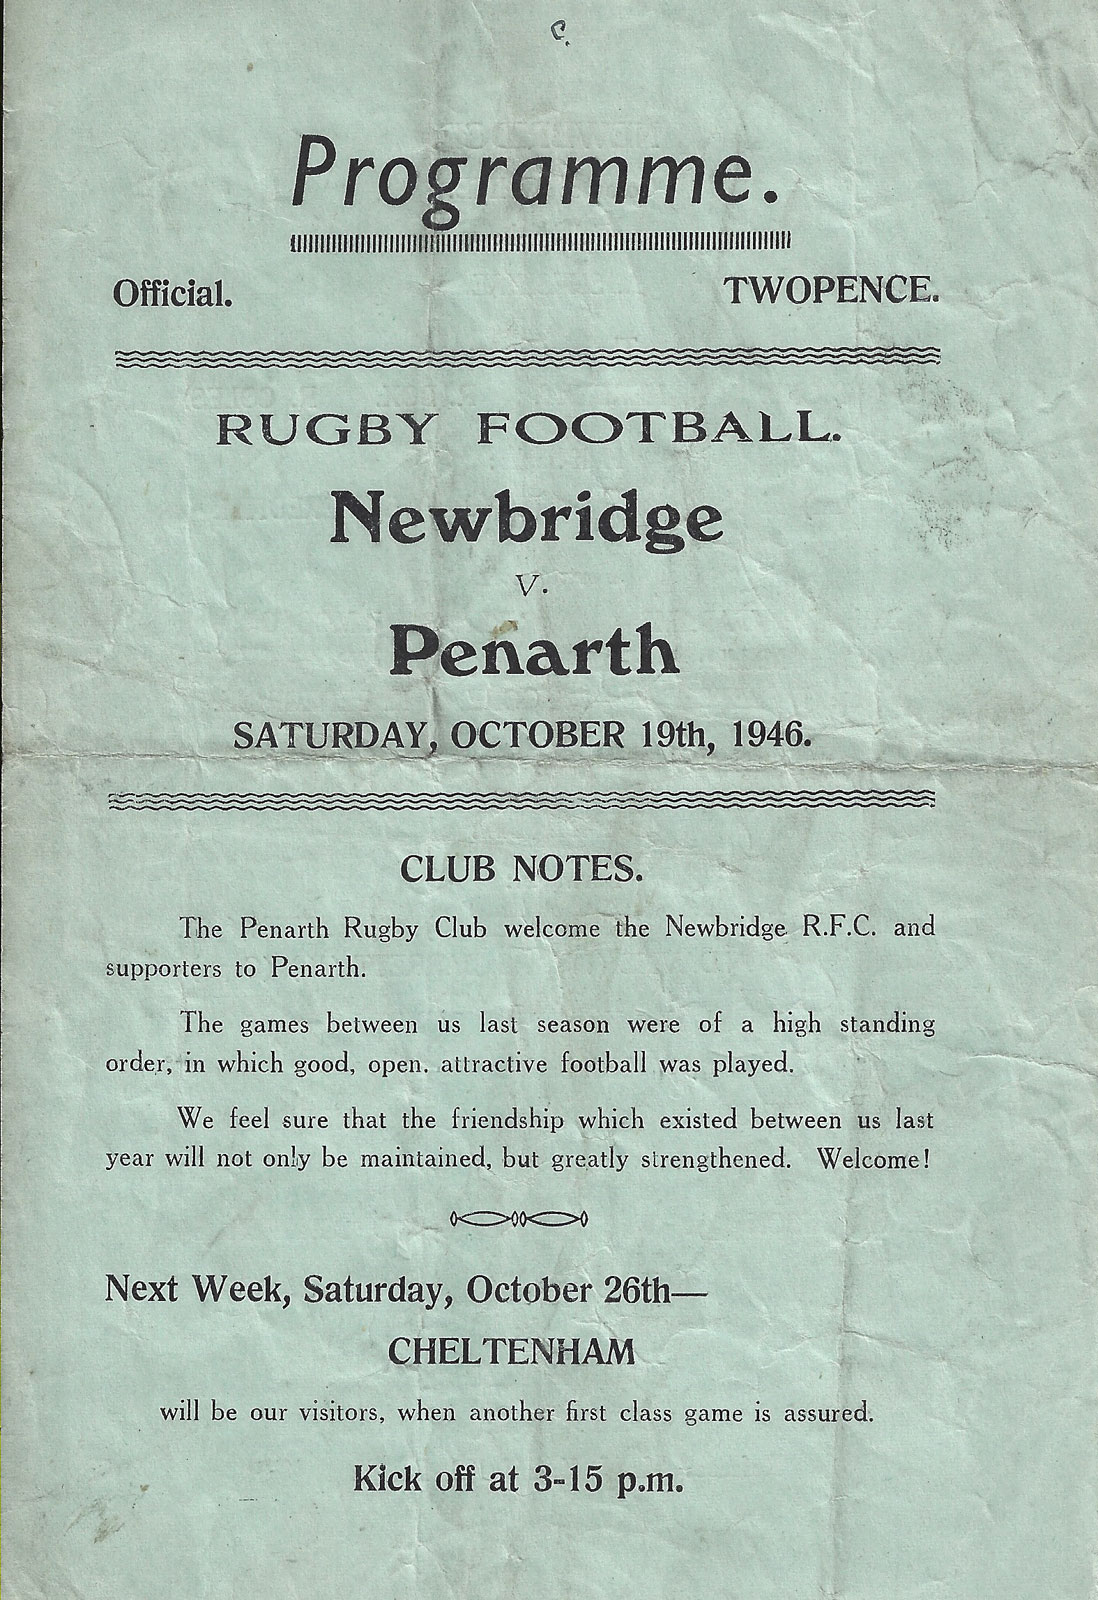 C.
Programme.
Official. TWOPENCE.
RUGBY FOOTBALL.
Newbridge
V.
Penarth
SATURDAY, OCTOBER 19th, 1946.
CLUB NOTES.
The Penarth Rugby Club welcome the Newbridge R.F.C. and
supporters to Penarth.
The games between us last season were of a high standing
order, in which good, open. attractive football was played.
We feel sure that the friendship which existed between us last
year will not only be maintained, but greatly strengthened. Welcome!
Next Week, Saturday, October 26th—
CHELTENHAM
will be our visitors, when another first class game is assured.
Kick off at 3-15 p.m.